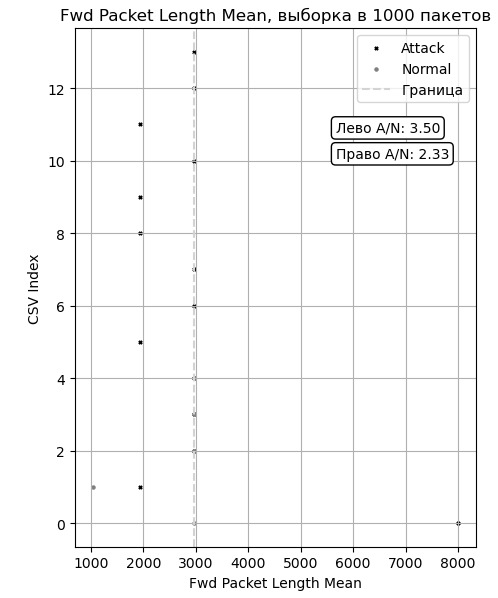 Fwd Packet Length Mean, выборка в 1000 пакетов
Attack
Normal
Граница
Лево A/N: 3.50
Право A/N: 2.33
12
10
8
6
4
2
0
CSV Index
1000 2000 3000 4000 5000 6000 7000 8000
Fwd Packet Length Mean